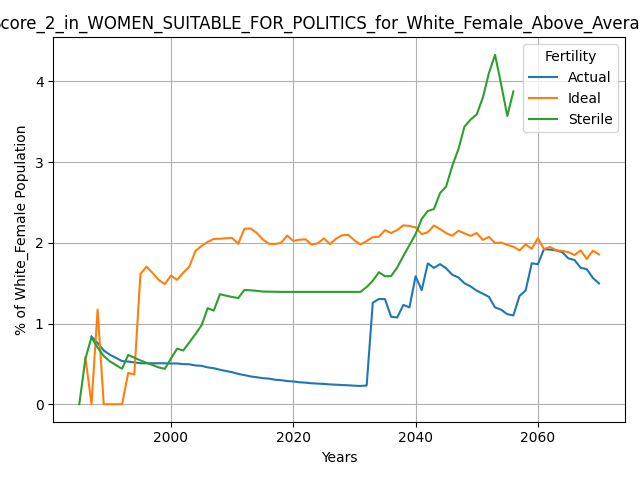 core_2_in_WOMEN_SUITABLE_FOR_POLITICS_for_White_Female_Above_Avera
Fertility
Actual
Ideal
Sterile
% of White_Female Population
4
3
2
1
0
2000
2020
2040
2060
Years